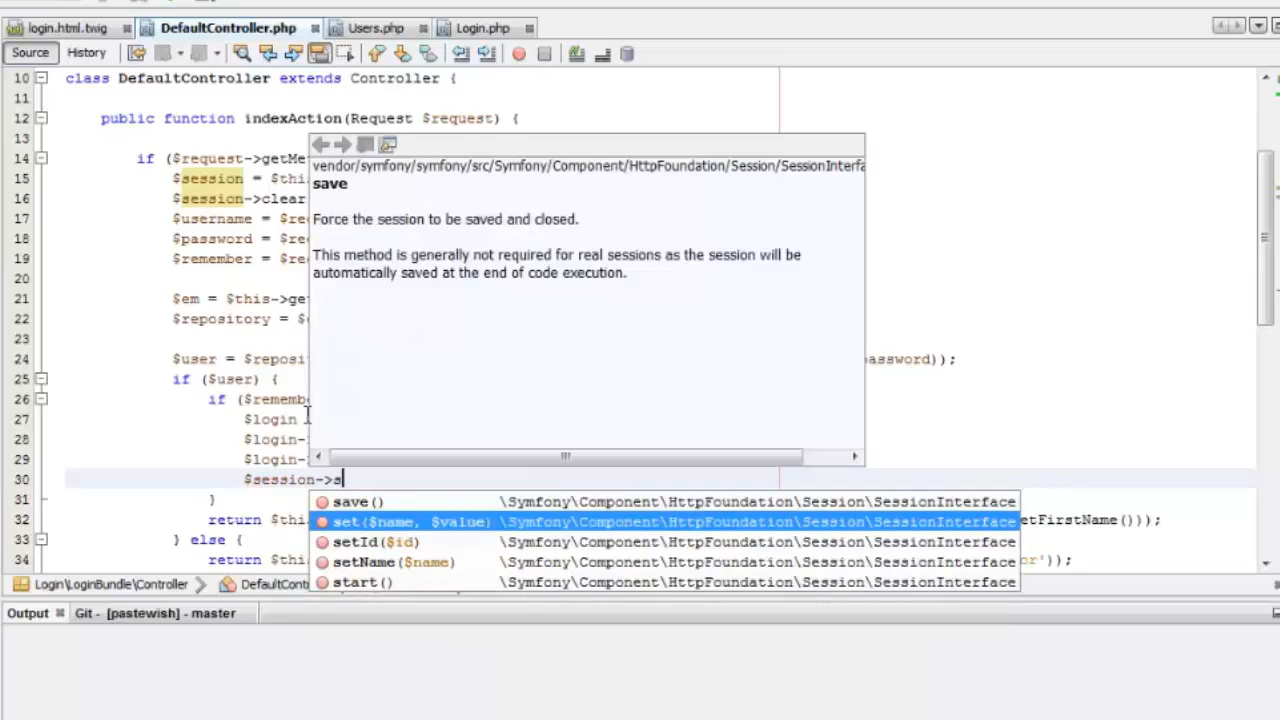 login.html.twig DefaultController.php Users.php Login.php
Source History
10 class DefaultController extends Controller {
11
12 public function indexAction(Request $request) {
13
14 if ($request->getMe
15 $session = $thi
16 $session->clear
17 $username = $req
18 $password = $req
19 $remember = $req
20
21 $em = $this->get
22 $repository = $e
23
24 $user = $reposit assword));
25 if ($user) {
26 if ($rememb
27 $login
28 $login-
29 $login-
30 $session->s
31 }
32 return $thi etFirstName()));
33 } else {
34 return $thi or'));
vendor/symfony/symfony/src/Symfony/Component/HttpFoundation/Session/SessionInterfa
save
Force the session to be saved and closed.
This method is generally not required for real sessions as the session will be
automatically saved at the end of code execution.
save() \Symfony\Component\HttpFoundation\Session\SessionInterface
set($name, $value) \Symfony\Component\HttpFoundation\Session\SessionInterface
setId($id) \Symfony\Component\HttpFoundation\Session\SessionInterface
setName($name) \Symfony\Component\HttpFoundation\Session\SessionInterface
start() \Symfony\Component\HttpFoundation\Session\SessionInterface
Login\LoginBundle\Controller DefaultCont
Output Git - [pastewish] - master